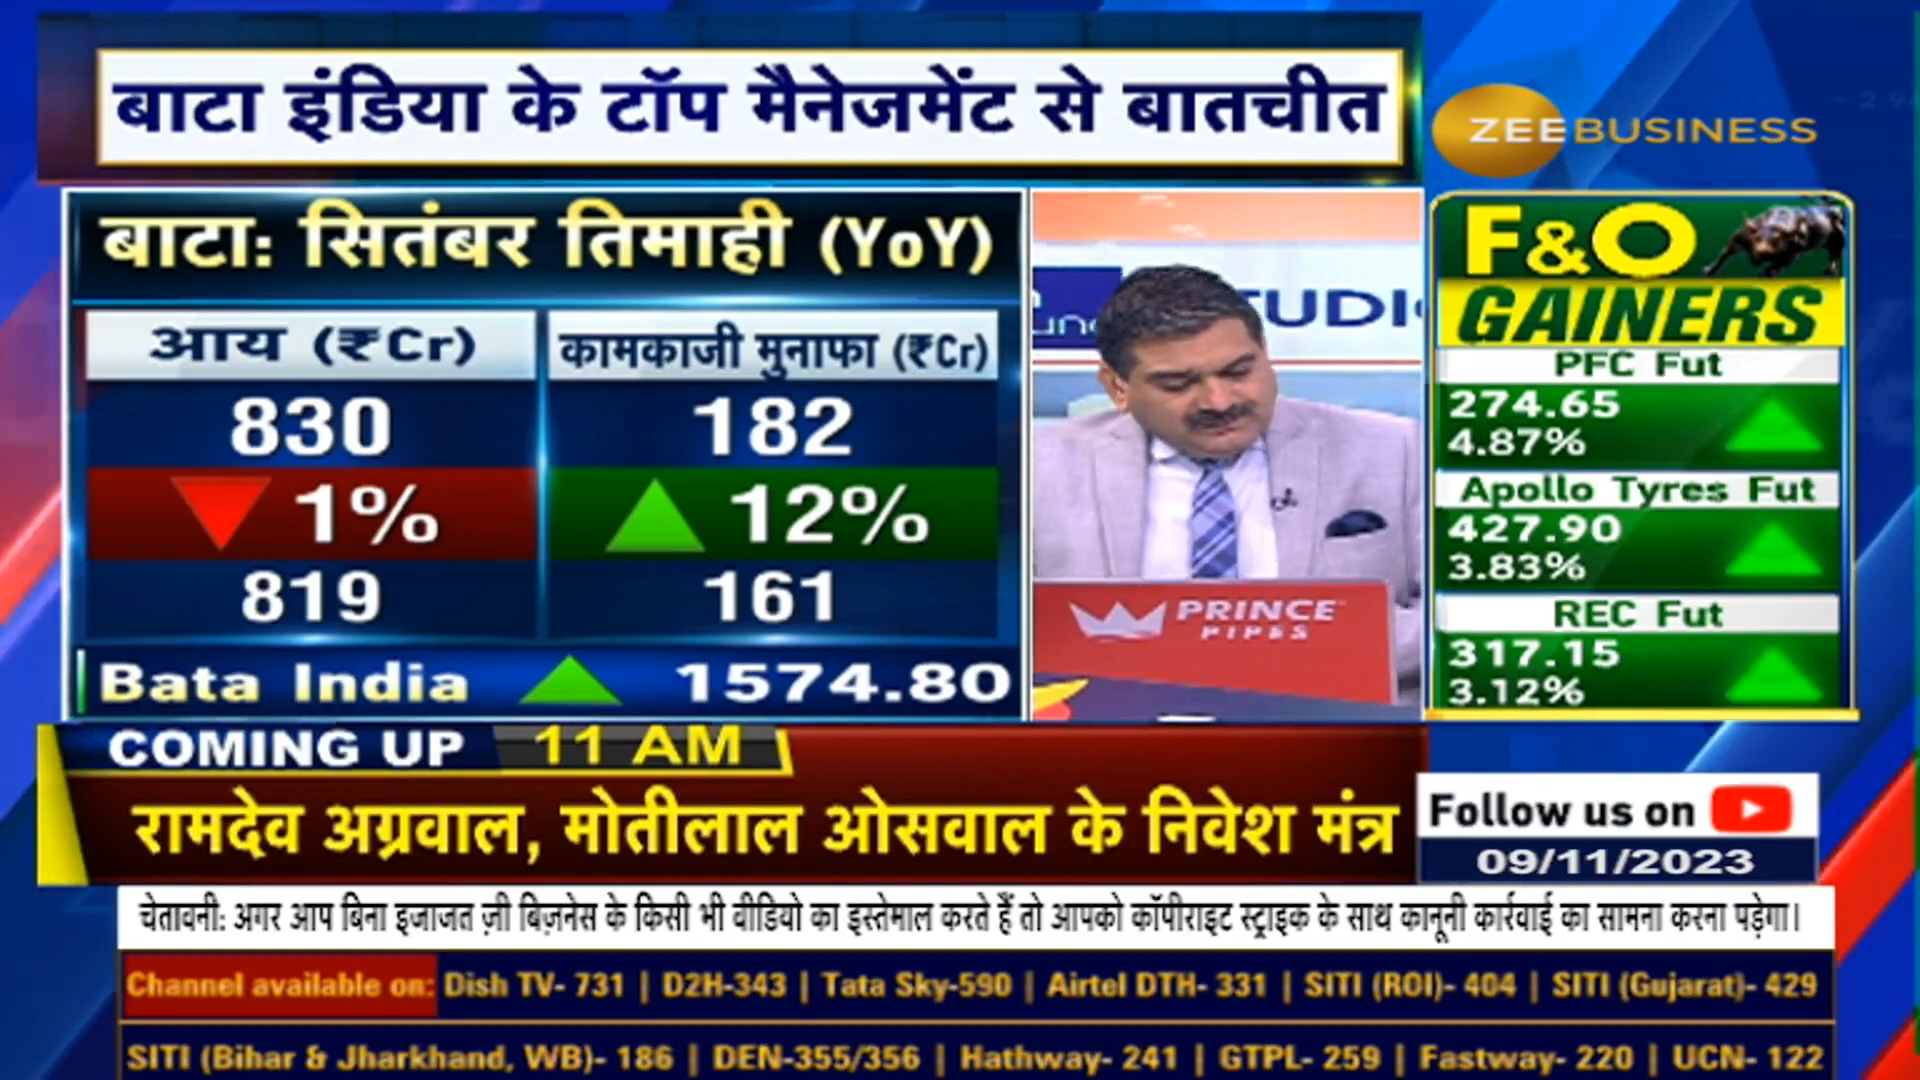 बाटा इंडिया के टॉप मैनेजमेंट से बातचीत
ZEEBUSINESS
बाटा: सितंबर तिमाही (YoY)
आय (₹Cr)
कामकाजी मुनाफा (₹Cr)
830
182
1%
12%
819
161
Bata India 1574.80
PRINCE
PIPES
F&O
GAINERS
PFC Fut
274.65
4.87%
Apollo Tyres Fut
427.90
3.83%
REC Fut
317.15
3.12%
COMING UP 11 AM
रामदेव अग्रवाल, मोतीलाल ओसवाल के निवेश मंत्र
Follow us on
09/11/2023
चेतावनी: अगर आप बिना इजाजत ज़ी बिज़नेस के किसी भी वीडियो का इस्तेमाल करते हैं तो आपको कॉपीराइट स्ट्राइक के साथ कानूनी कार्रवाई का सामना करना पड़ेगा।
Channel available on: Dish TV- 731 | D2H-343 | Tata Sky-590 | Airtel DTH- 331 | SITI (ROI)- 404 | SITI (Gujarat)- 429
SITI (Bihar & Jharkhand, WB)- 186 | DEN-355/356 | Hathway- 241 | GTPL- 259 | Fastway- 220 | UCN- 122